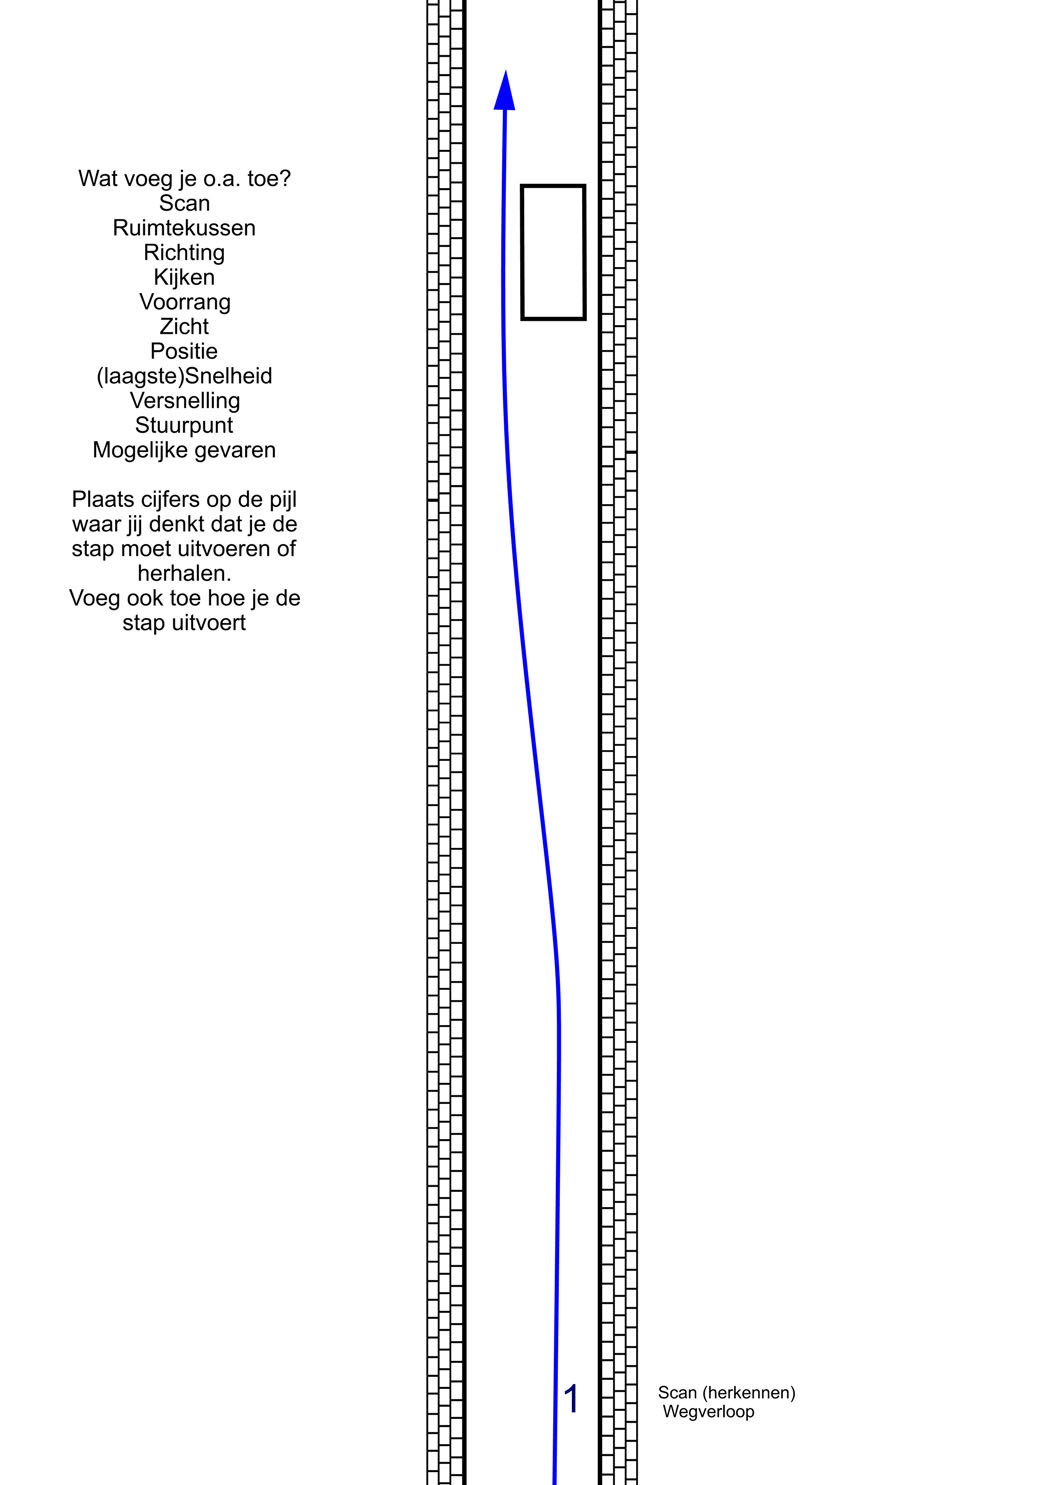 Wat voeg je o.a. toe?
Scan
Ruimtekussen
Richting
Kijken
Voorrang
Zicht
Positie
(laagste)Snelheid
Versnelling
Stuurpunt
Mogelijke gevaren
Plaats cijfers op de pijl
waar jij denkt dat je de
stap moet uitvoeren of
herhalen.
Voeg ook toe hoe je de
stap uitvoert
1
Scan (herkennen)
Wegverloop